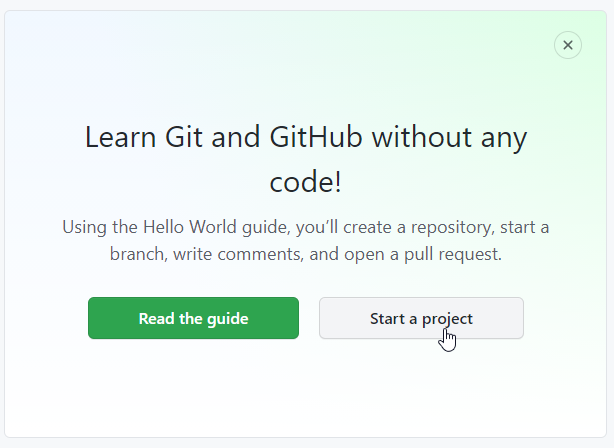 Learn Git and GitHub without any
code!
Using the Hello World guide, you’ll create a repository, start a
branch, write comments, and open a pull request.
Read the guide
Start a project